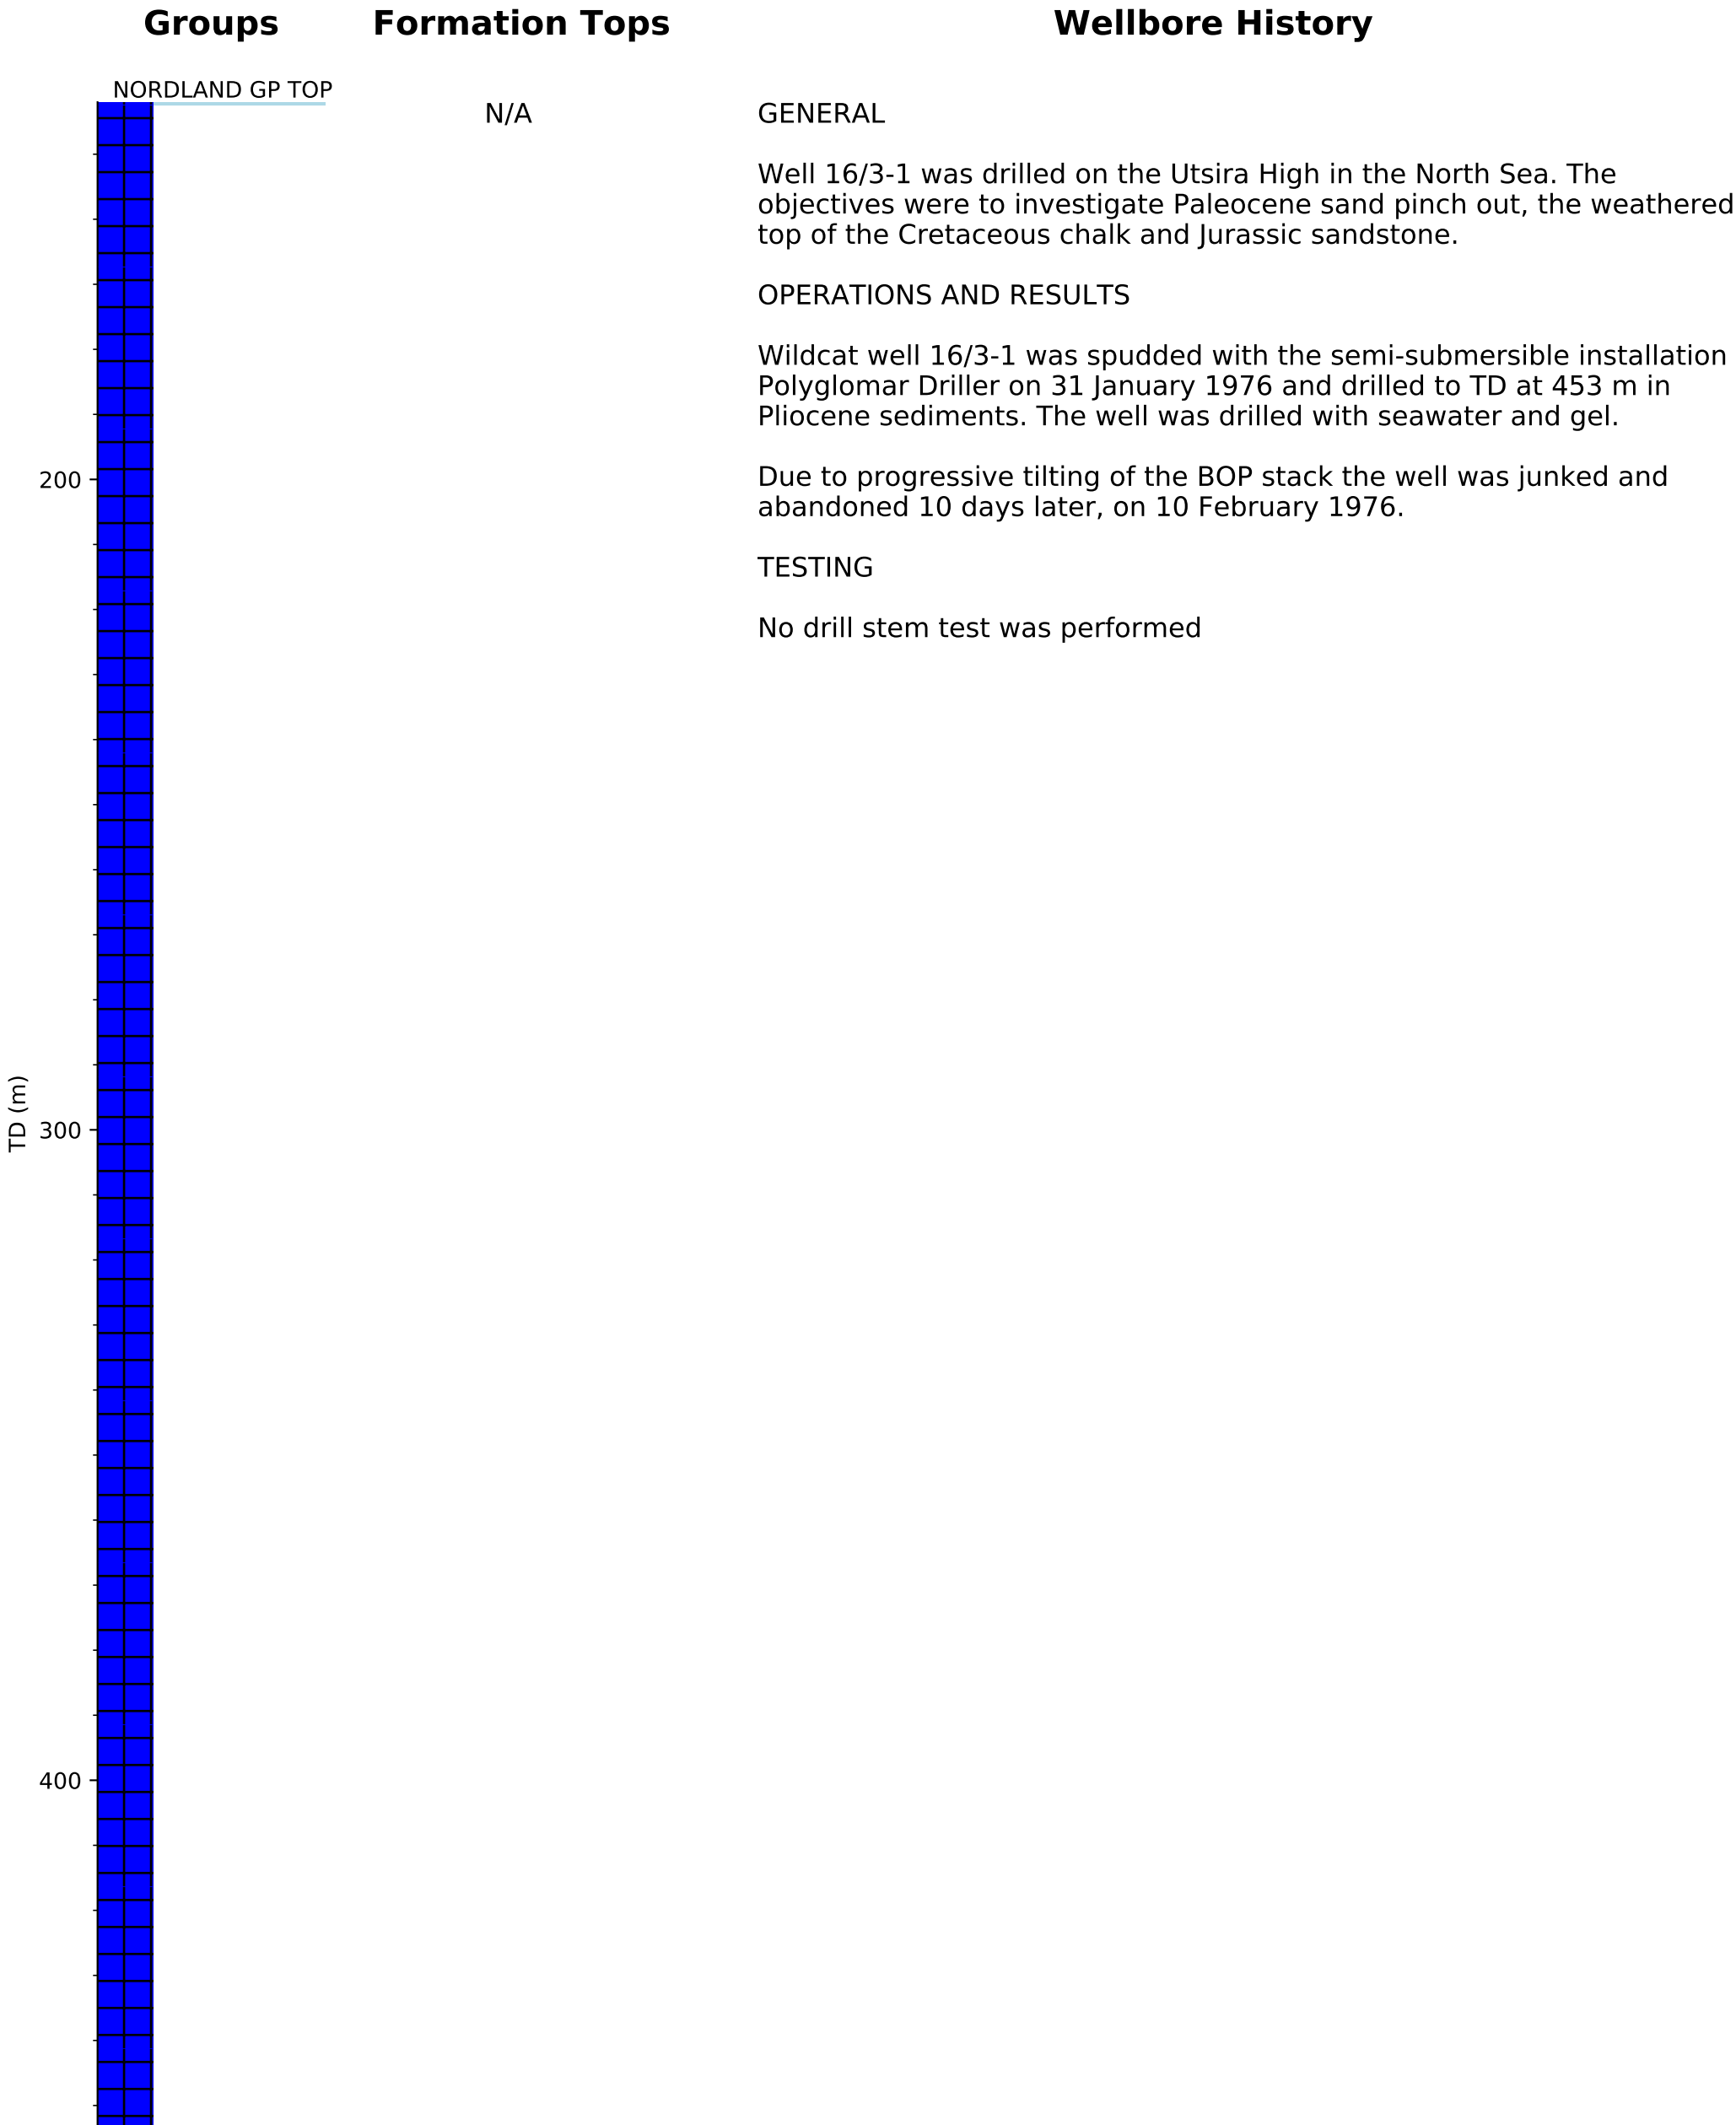 Groups
Formation Tops
Wellbore History
NORDLAND GP TOP
N/A
GENERAL
Well 16/3-1 was drilled on the Utsira High in the North Sea. The
objectives were to investigate Paleocene sand pinch out, the weathered
top of the Cretaceous chalk and Jurassic sandstone.
OPERATIONS AND RESULTS
Wildcat well 16/3-1 was spudded with the semi-submersible installation
Polyglomar Driller on 31 January 1976 and drilled to TD at 453 m in
Pliocene sediments. The well was drilled with seawater and gel.
Due to progressive tilting of the BOP stack the well was junked and
abandoned 10 days later, on 10 February 1976.
TESTING
No drill stem test was performed
200
TD (m)
300
400